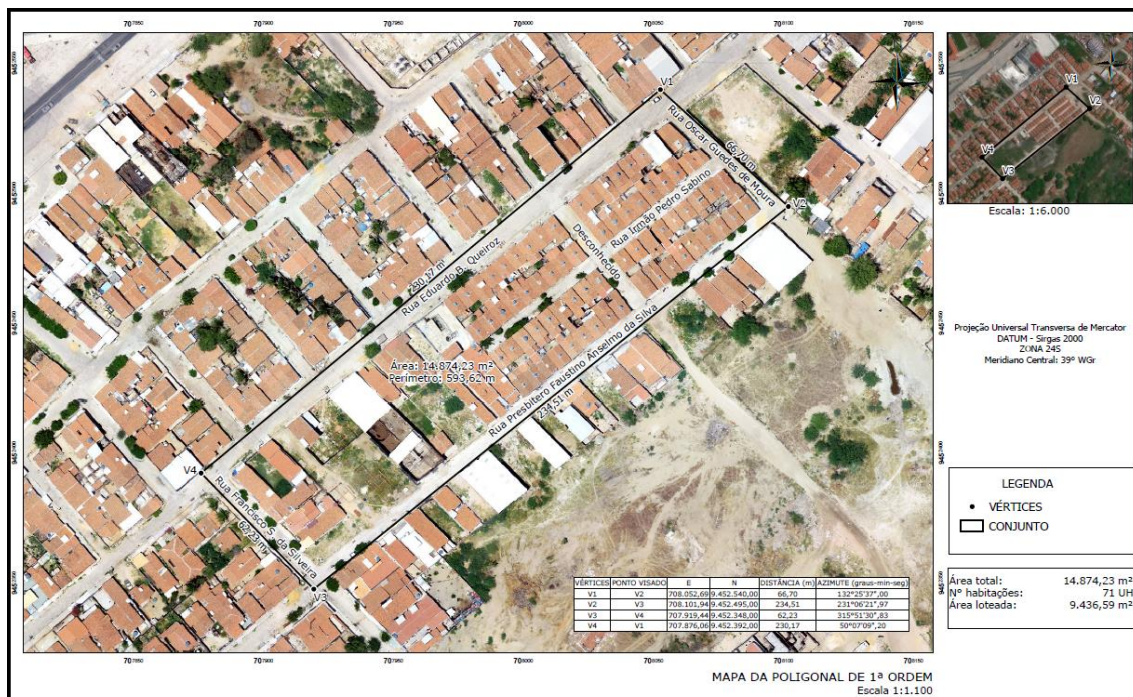 708050
V1
Rua Oscar Guedes de Moura
66,70 m
V2
Rua Irmão Pedro Sabino
Desconhecido
230,17 m
Rua Eduardo B. Queiroz
Rua Presbitero Faustino Anselmo da Silva
234,51 m
Área: 14.874,23 m²
Perímetro: 593,62 m
V4
Rua Francisco S. da Silveira
62,23 m
V3
VÉRTICES PONTO VISADO E N DISTÂNCIA (m) AZIMUTE (graus-min-seg)
V1 V2 708.052,69 9.452.540,00 66,70 132°25'37",00
V2 V3 708.101,94 9.452.495,00 234,51 231°06'21",97
V3 V4 707.919,44 9.452.348,00 62,23 315°51'30",83
V4 V1 707.876,06 9.452.392,00 230,17 50°07'09",20
MAPA DA POLIGONAL DE 1ª ORDEM
Escala 1:1.100
V1
V2
V4
V3
Escala: 1:6.000
Projeção Universal Transversa de Mercator
DATUM - Sirgas 2000
ZONA 24S
Meridiano Central: 39º WGr
LEGENDA
VÉRTICES
CONJUNTO
Área total: 14.874,23 m²
Nº habitações: 71 UH
Área loteada: 9.436,59 m²